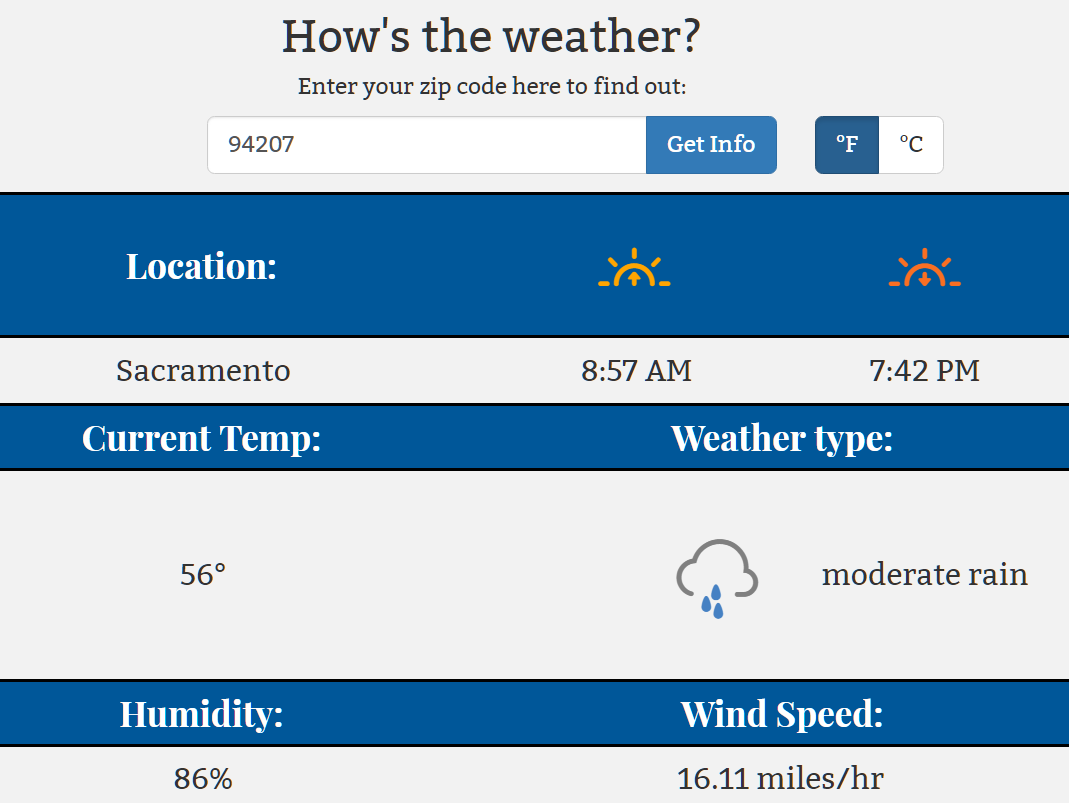 How's the weather?
Enter your zip code here to find out:
94207 Get Info °F °C
Location:
Sacramento 8:57 AM 7:42 PM
Current Temp: Weather type:
56° moderate rain
Humidity: Wind Speed:
86% 16.11 miles/hr